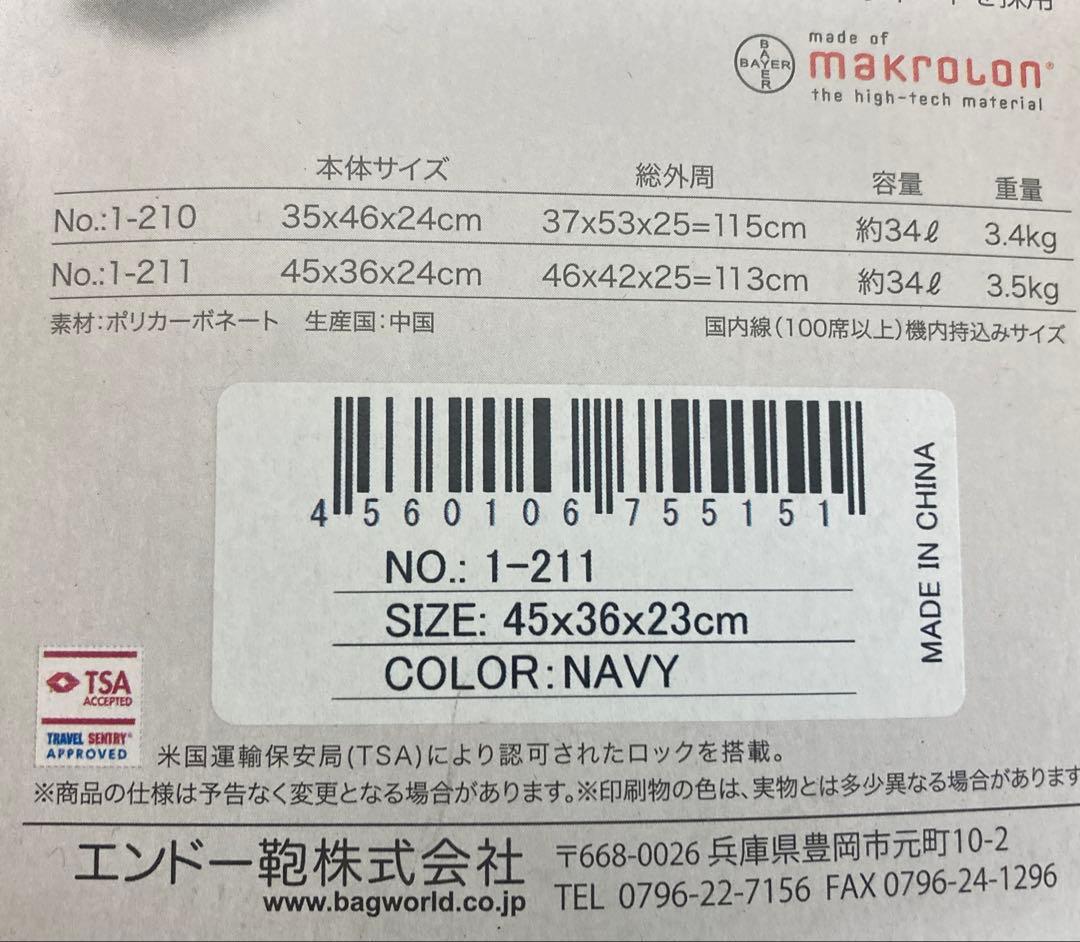 を採用
BAYER
BAYER
made of
makrolon®
the high-tech material
本体サイズ 総外周 容量 重量
No.:1-210 35x46x24cm 37x53x25=115cm 約34ℓ 3.4kg
No.:1-211 45x36x24cm 46x42x25=113cm 約34ℓ 3.5kg
素材:ポリカーボネート 生産国:中国 国内線(100席以上)機内持込みサイズ
4 560106 755151
NO.: 1-211
SIZE: 45x36x23cm
COLOR: NAVY
MADE IN CHINA
TSA
ACCEPTED
TRAVEL SENTRY®
APPROVED
米国運輸保安局(TSA)により認可されたロックを搭載。
※商品の仕様は予告なく変更となる場合があります。※印刷物の色は、実物とは多少異なる場合があります
エンドー鞄株式会社
www.bagworld.co.jp
〒668-0026 兵庫県豊岡市元町10-2
TEL 0796-22-7156 FAX 0796-24-1296